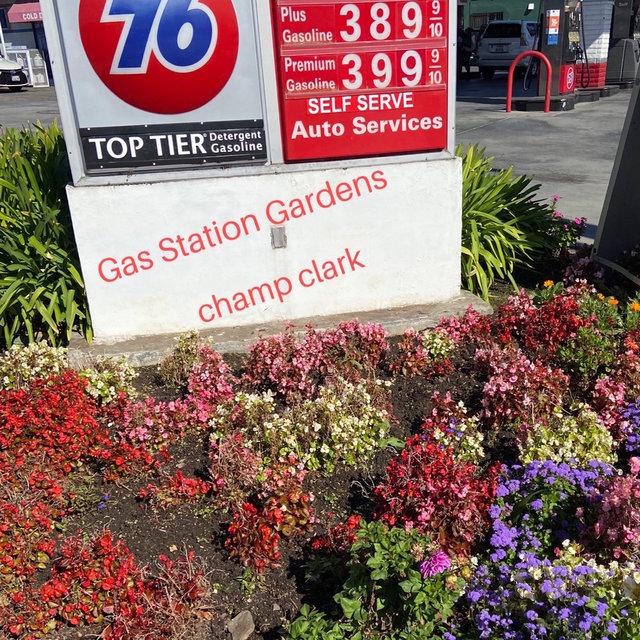 COLD D
76
TOP TIER Detergent Gasoline
Plus Gasoline 3 8 9 9/10
Premium Gasoline 3 9 9 9/10
SELF SERVE
Auto Services
Gas Station Gardens
champ clark